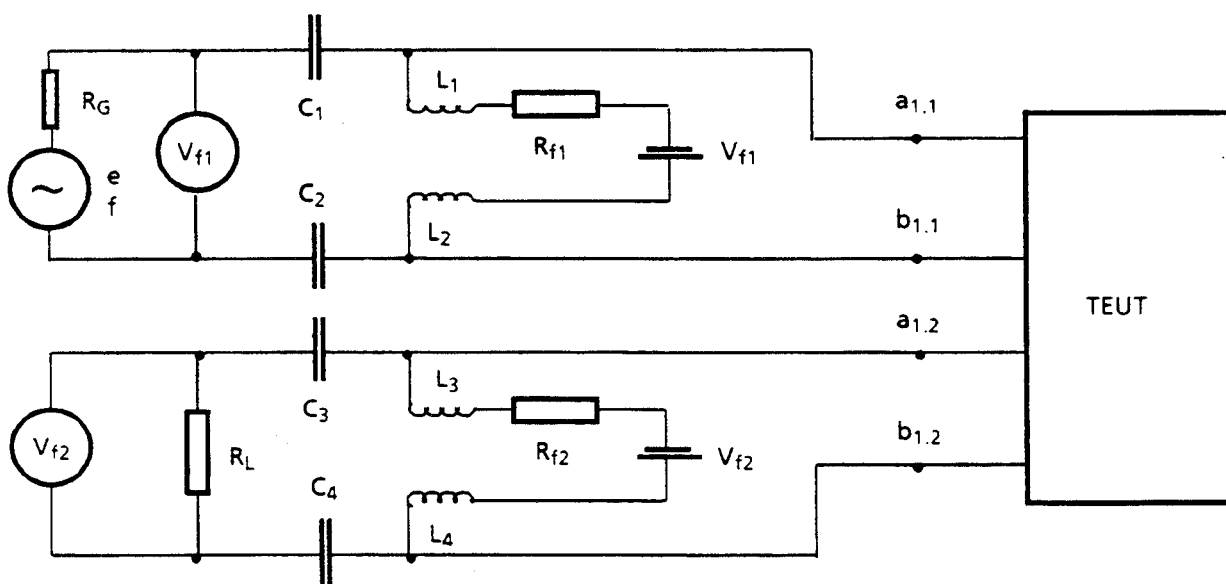 R_G
e
f
V_f1
C_1
C_2
L_1
R_f1
V_f1
L_2
a_1.1
b_1.1
TEUT
a_1.2
b_1.2
V_f2
R_L
C_3
C_4
L_3
R_f2
V_f2
L_4